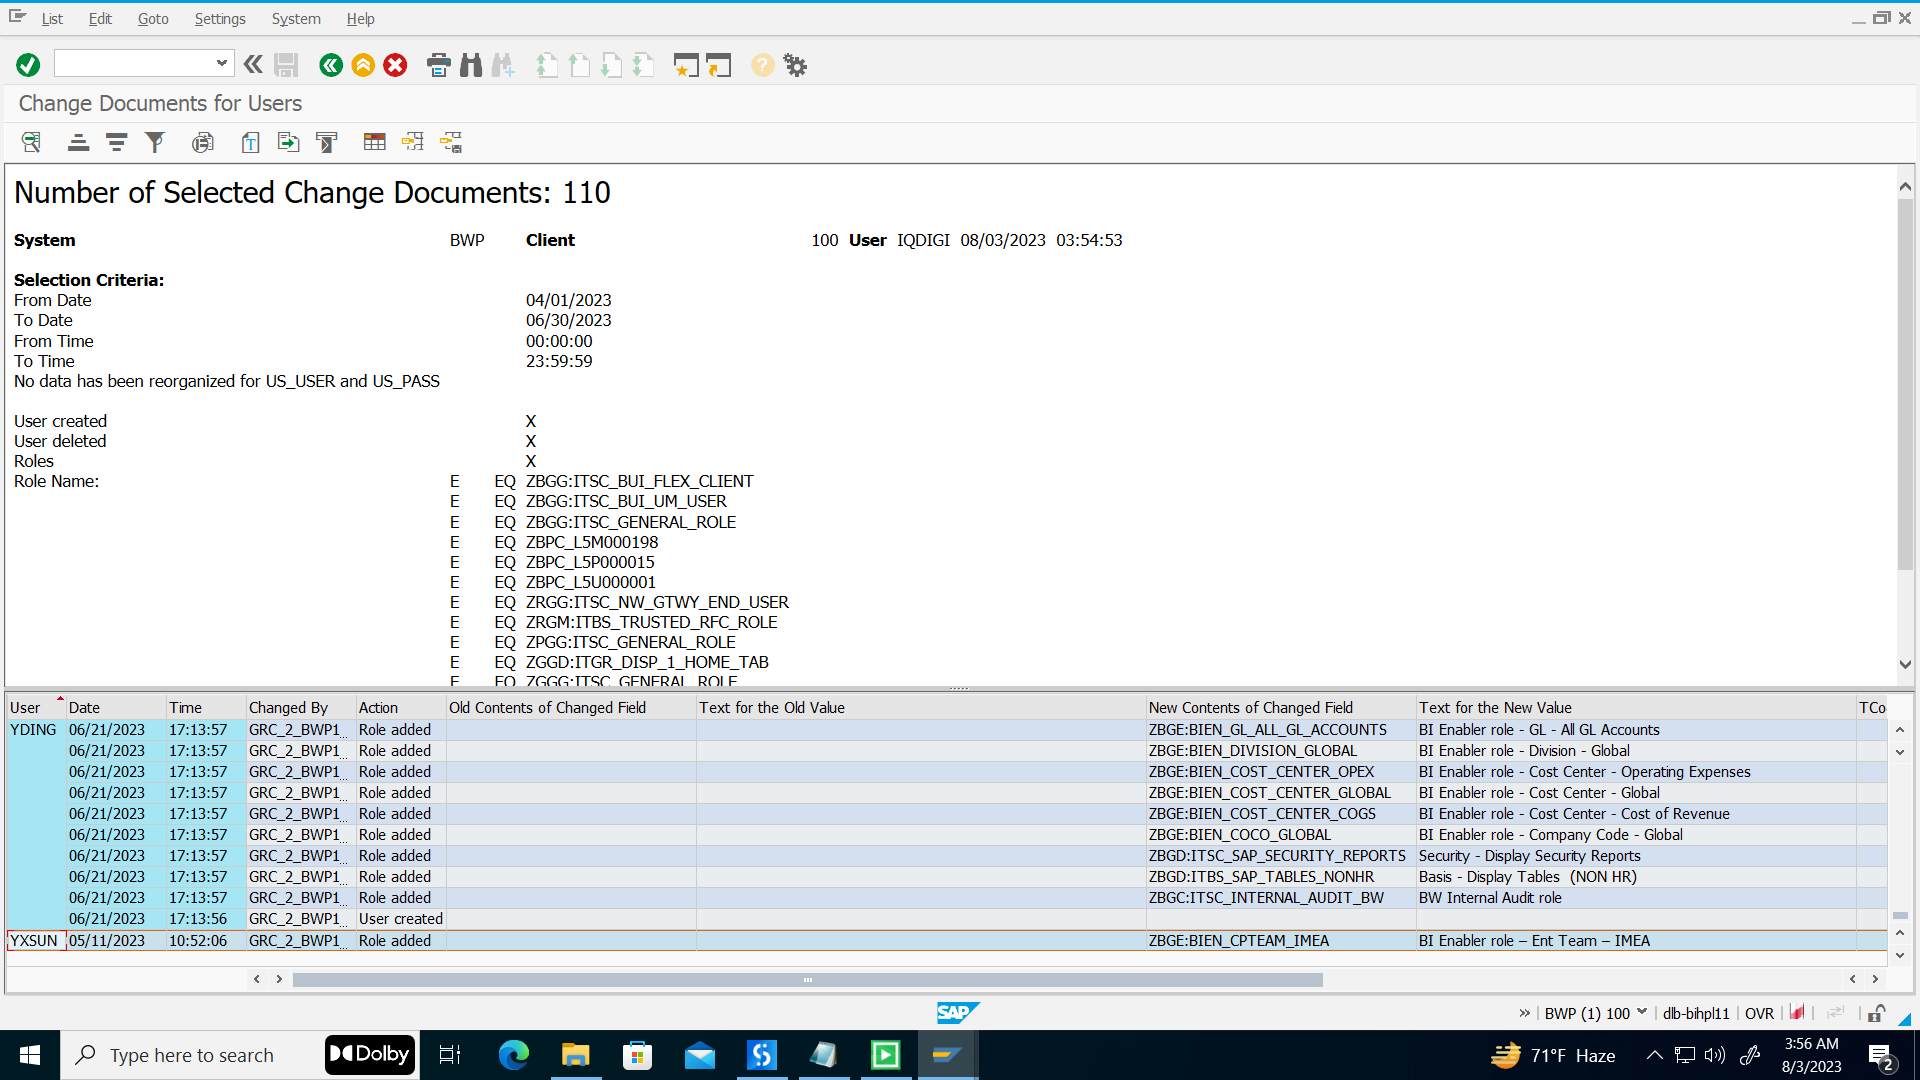 List Edit Goto Settings System Help
Change Documents for Users
Number of Selected Change Documents: 110
System BWP Client 100 User IQDIGI 08/03/2023 03:54:53
Selection Criteria:
From Date 04/01/2023
To Date 06/30/2023
From Time 00:00:00
To Time 23:59:59
No data has been reorganized for US_USER and US_PASS
User created X
User deleted X
Roles X
Role Name: E EQ ZBGG:ITSC_BUI_FLEX_CLIENT
E EQ ZBGG:ITSC_BUI_UM_USER
E EQ ZBGG:ITSC_GENERAL_ROLE
E EQ ZBPC_L5M000198
E EQ ZBPC_L5P000015
E EQ ZBPC_L5U000001
E EQ ZRGG:ITSC_NW_GTWY_END_USER
E EQ ZRGM:ITBS_TRUSTED_RFC_ROLE
E EQ ZPGG:ITSC_GENERAL_ROLE
E EQ ZGGD:ITGR_DISP_1_HOME_TAB
E EQ ZGGG:ITSC_GENERAL_ROLE
User Date Time Changed By Action Old Contents of Changed Field Text for the Old Value New Contents of Changed Field Text for the New Value TCo
YDING 06/21/2023 17:13:57 GRC_2_BWP1... Role added ZBGE:BIEN_GL_ALL_GL_ACCOUNTS BI Enabler role - GL - All GL Accounts
06/21/2023 17:13:57 GRC_2_BWP1... Role added ZBGE:BIEN_DIVISION_GLOBAL BI Enabler role - Division - Global
06/21/2023 17:13:57 GRC_2_BWP1... Role added ZBGE:BIEN_COST_CENTER_OPEX BI Enabler role - Cost Center - Operating Expenses
06/21/2023 17:13:57 GRC_2_BWP1... Role added ZBGE:BIEN_COST_CENTER_GLOBAL BI Enabler role - Cost Center - Global
06/21/2023 17:13:57 GRC_2_BWP1... Role added ZBGE:BIEN_COST_CENTER_COGS BI Enabler role - Cost Center - Cost of Revenue
06/21/2023 17:13:57 GRC_2_BWP1... Role added ZBGE:BIEN_COCO_GLOBAL BI Enabler role - Company Code - Global
06/21/2023 17:13:57 GRC_2_BWP1... Role added ZBGD:ITSC_SAP_SECURITY_REPORTS Security - Display Security Reports
06/21/2023 17:13:57 GRC_2_BWP1... Role added ZBGD:ITBS_SAP_TABLES_NONHR Basis - Display Tables (NON HR)
06/21/2023 17:13:57 GRC_2_BWP1... Role added ZBGC:ITSC_INTERNAL_AUDIT_BW BW Internal Audit role
06/21/2023 17:13:56 GRC_2_BWP1... User created
YXSUN 05/11/2023 10:52:06 GRC_2_BWP1... Role added ZBGE:BIEN_CPTEAM_IMEA BI Enabler role – Ent Team – IMEA
SAP BWP (1) 100 dlb-bihpl11 OVR
Type here to search Dolby 71°F Haze 3:56 AM
8/3/2023 2